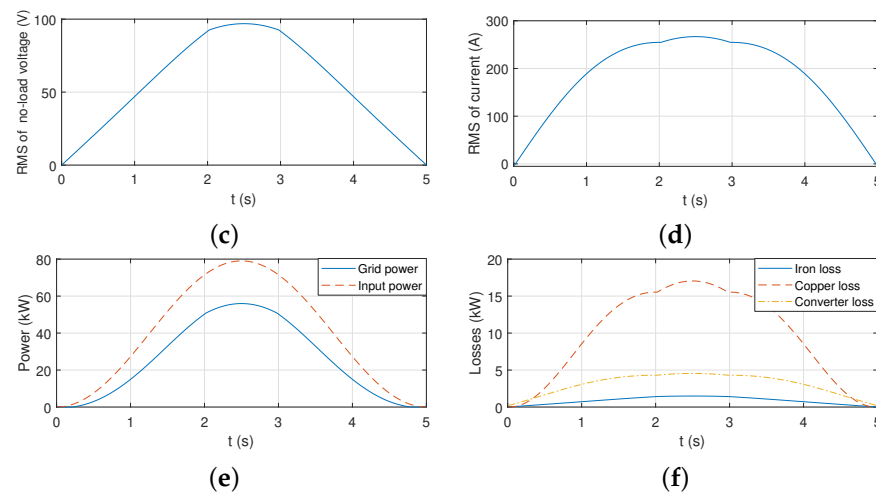 RMS of no-load voltage (V)
100
50
0
0 1 2 3 4 5
t (s)
(c)
RMS of current (A)
300
200
100
0
0 1 2 3 4 5
t (s)
(d)
Power (kW)
80
60
40
20
0
0 1 2 3 4 5
t (s)
Grid power
Input power
(e)
Losses (kW)
20
15
10
5
0
0 1 2 3 4 5
t (s)
Iron loss
Copper loss
Converter loss
(f)